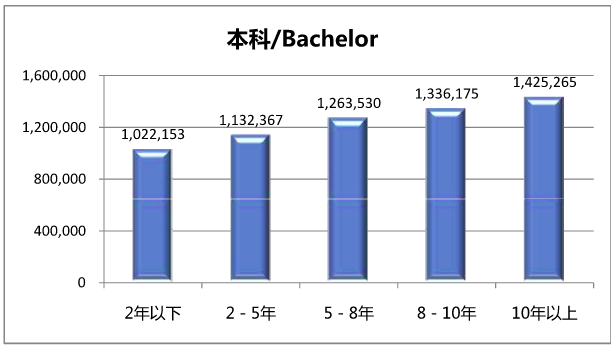 本科/Bachelor
1,600,000
1,200,000
800,000
400,000
0
1,022,153
1,132,367
1,263,530
1,336,175
1,425,265
2年以下
2 - 5年
5 - 8年
8 - 10年
10年以上